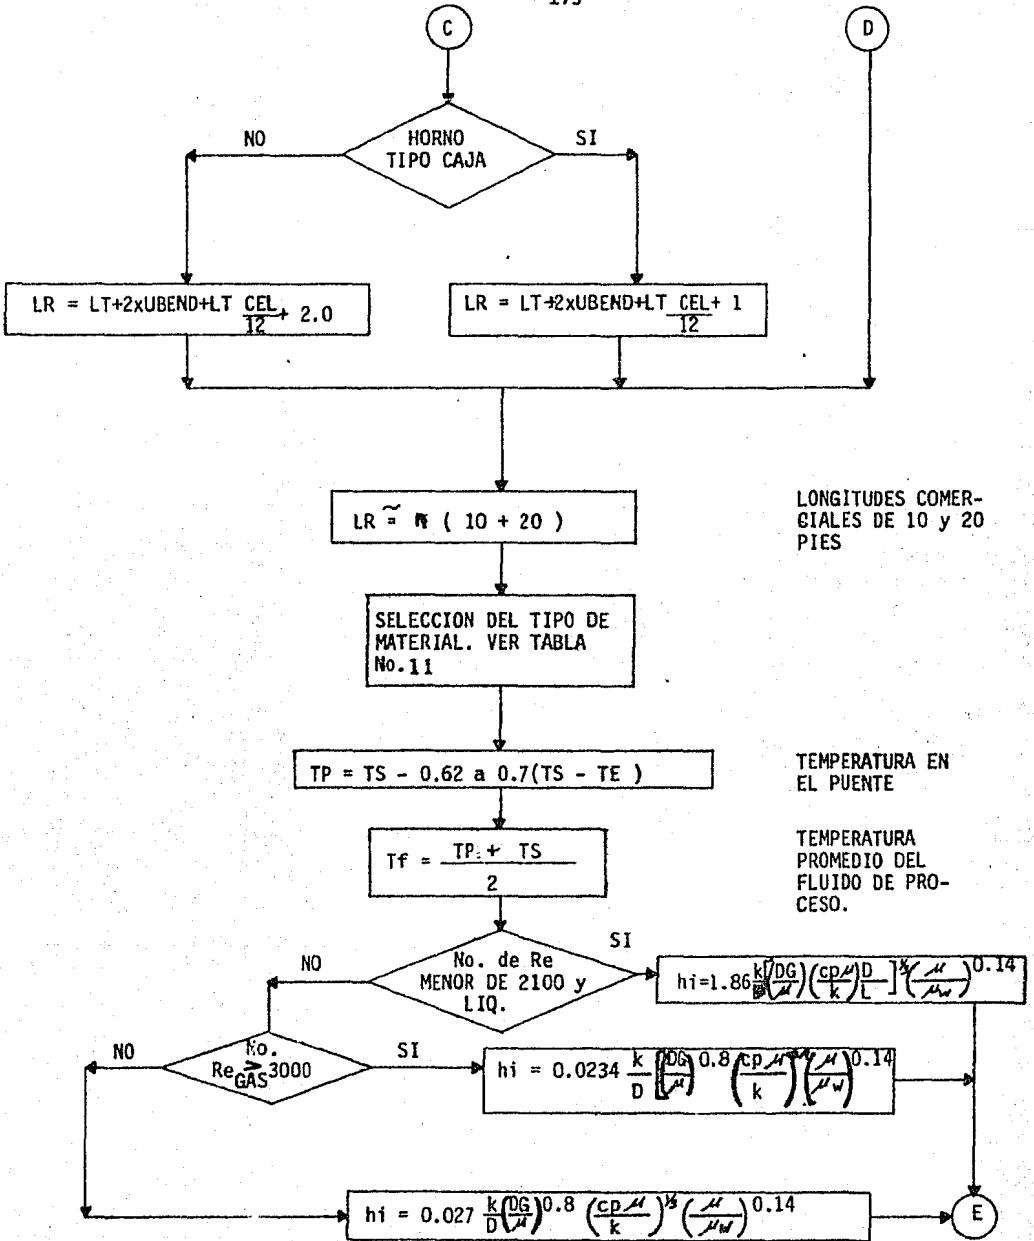 C
D
NO
HORNO
TIPO CAJA
SI
LR = LT+2xUBEND+LT CEL/12 + 2.0
LR = LT+2xUBEND+LT CEL/12 + 1
LR ≅ N ( 10 + 20 )
LONGITUDES COMER-
CIALES DE 10 y 20
PIES
SELECCION DEL TIPO DE
MATERIAL. VER TABLA
No.11
TP = TS - 0.62 a 0.7(TS - TE )
TEMPERATURA EN
EL PUENTE
Tf = (TP + TS)/2
TEMPERATURA
PROMEDIO DEL
FLUIDO DE PRO-
CESO.
NO
No. de Re
MENOR DE 2100 y
LIQ.
SI
hi=1.86 k/D [(DG/μ)(cpμ/k) D/L]^⅓ (μ/μw)^0.14
NO
No.
Re ≥ 3000
GAS
SI
hi = 0.0234 k/D (DG/μ)^0.8 (cpμ/k) (μ/μw)^0.14
hi = 0.027 k/D (DG/μ)^0.8 (cpμ/k)^⅓ (μ/μw)^0.14
E